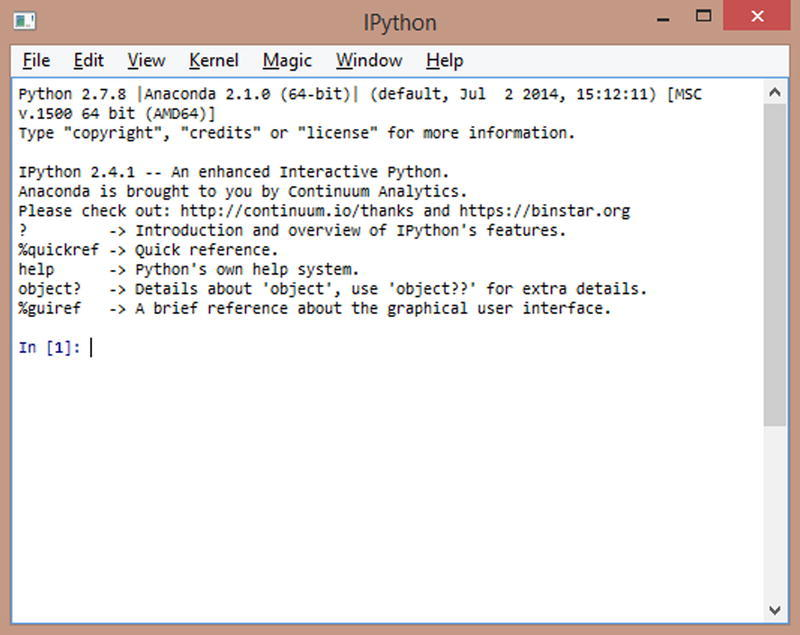 IPython
File Edit View Kernel Magic Window Help
Python 2.7.8 |Anaconda 2.1.0 (64-bit)| (default, Jul  2 2014, 15:12:11) [MSC
v.1500 64 bit (AMD64)]
Type "copyright", "credits" or "license" for more information.
IPython 2.4.1 -- An enhanced Interactive Python.
Anaconda is brought to you by Continuum Analytics.
Please check out: http://continuum.io/thanks and https://binstar.org
?         -> Introduction and overview of IPython's features.
%quickref -> Quick reference.
help      -> Python's own help system.
object?   -> Details about 'object', use 'object??' for extra details.
%guiref   -> A brief reference about the graphical user interface.
In [1]: